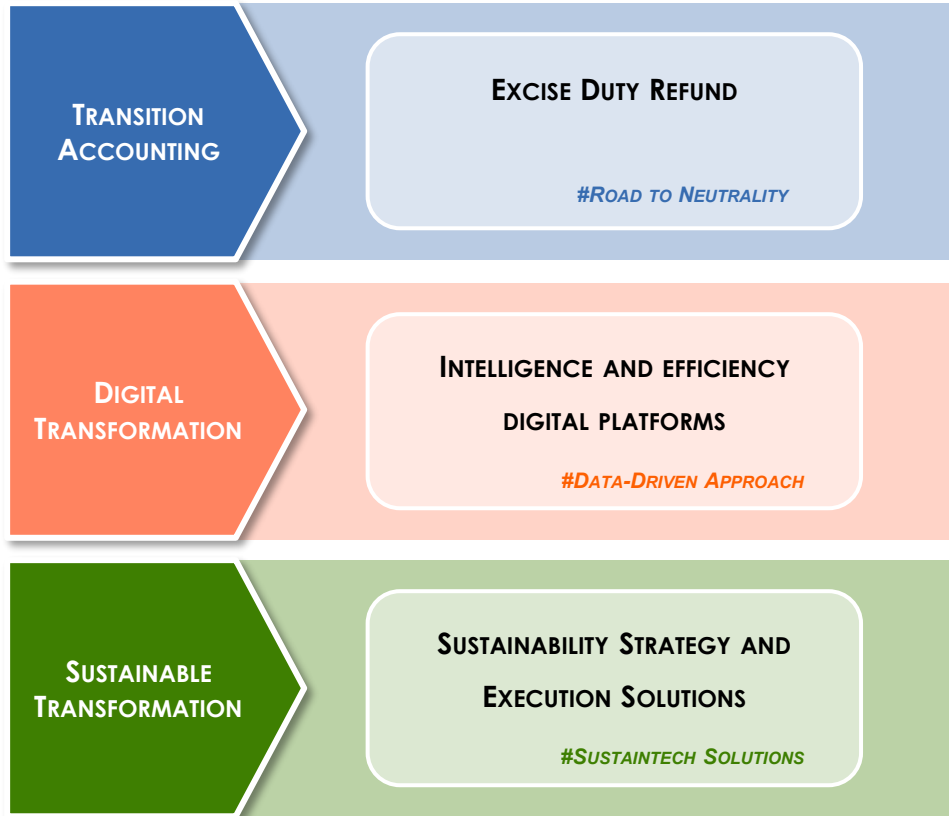 Transition
Accounting
Excise Duty Refund
#Road to Neutrality
Digital
Transformation
Intelligence and efficiency
digital platforms
#Data-Driven Approach
Sustainable
Transformation
Sustainability Strategy and
Execution Solutions
#Sustaintech Solutions